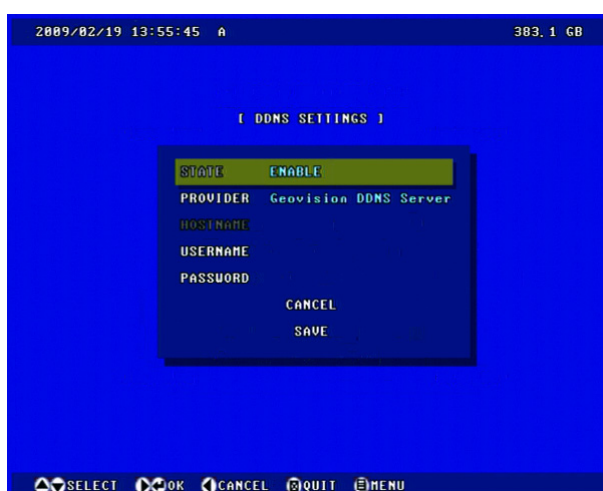 2009/02/19 13:55:45 A 383.1 GB
[ DDNS SETTINGS ]
STATE ENABLE
PROVIDER Geovision DDNS Server
HOSTNAME
USERNAME
PASSWORD
CANCEL
SAVE
SELECT OK CANCEL QUIT MENU